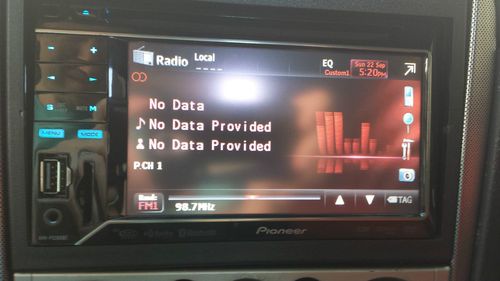 Radio
Local
EQ
Custom1
Sun 22 Sep
5:20PM
No Data
No Data Provided
No Data Provided
P.CH 1
FM1
98.7MHz
TAG
S
M
MENU
MODE
Pioneer
Bluetooth